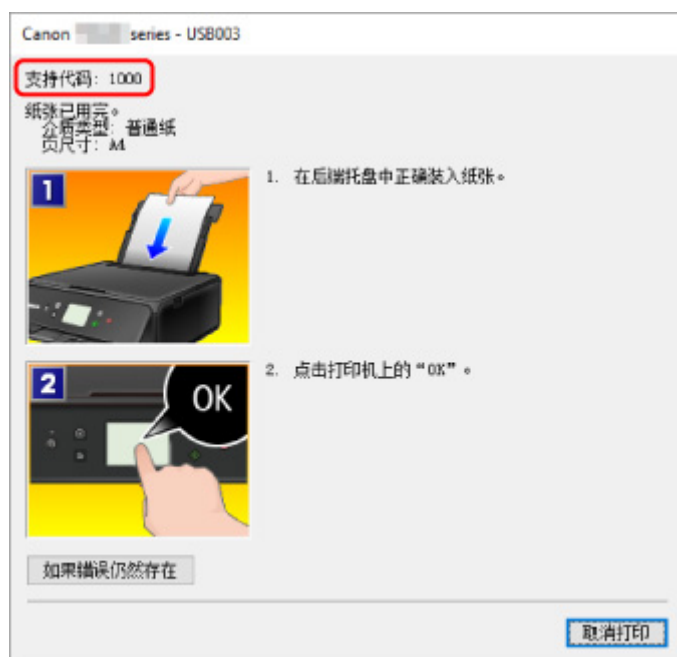 Canon series - USB003
支持代码: 1000
纸张已用完。
介质类型: 普通纸
页尺寸: A4
1
1. 在后端托盘中正确装入纸张。
2
OK
2. 点击打印机上的“OK”。
如果错误仍然存在
取消打印